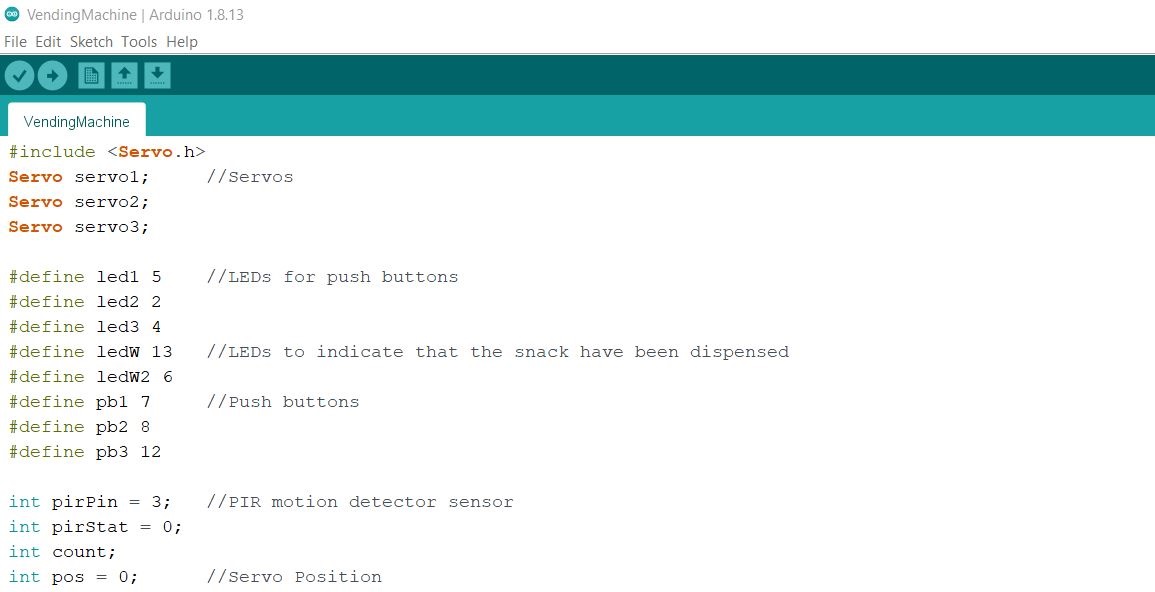 VendingMachine | Arduino 1.8.13
File Edit Sketch Tools Help
VendingMachine
#include <Servo.h>
Servo servo1; //Servos
Servo servo2;
Servo servo3;
#define led1 5 //LEDs for push buttons
#define led2 2
#define led3 4
#define ledW 13 //LEDs to indicate that the snack have been dispensed
#define ledW2 6
#define pb1 7 //Push buttons
#define pb2 8
#define pb3 12
int pirPin = 3; //PIR motion detector sensor
int pirStat = 0;
int count;
int pos = 0; //Servo Position